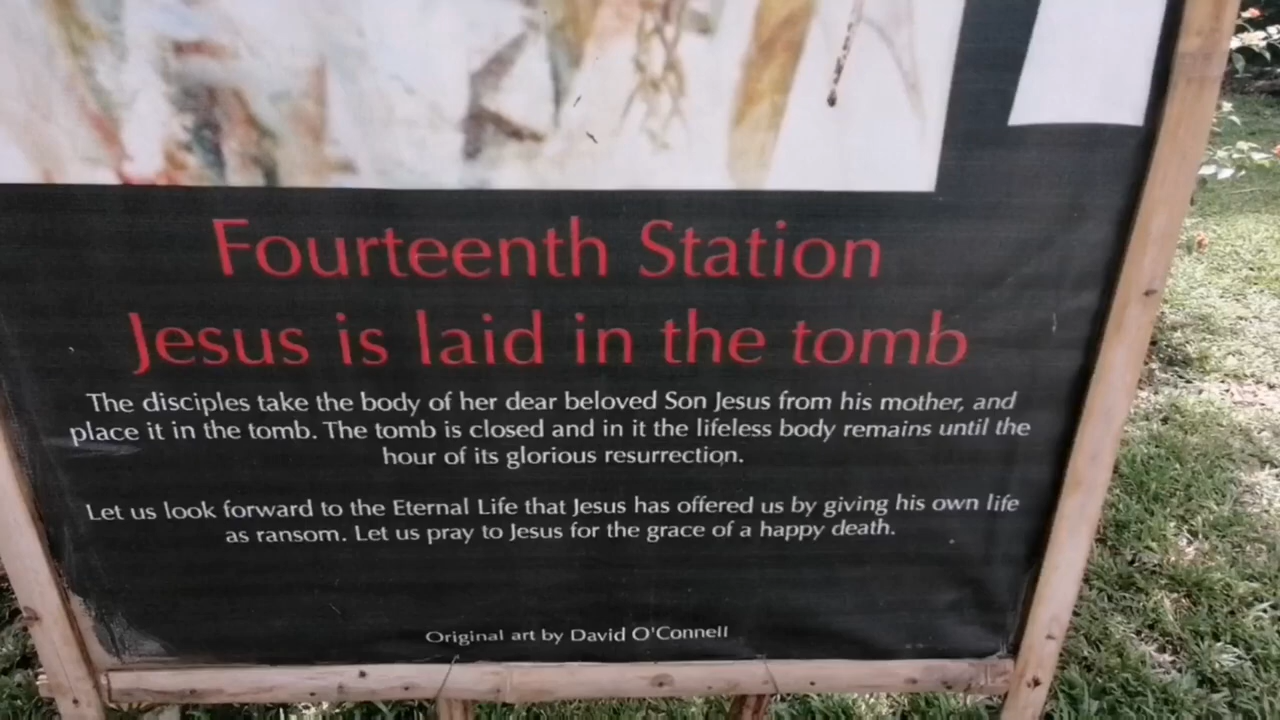 Fourteenth Station
Jesus is laid in the tomb
The disciples take the body of her dear beloved Son Jesus from his mother, and
place it in the tomb. The tomb is closed and in it the lifeless body remains until the
hour of its glorious resurrection.
Let us look forward to the Eternal Life that Jesus has offered us by giving his own life
as ransom. Let us pray to Jesus for the grace of a happy death.
Original art by David O'Connell